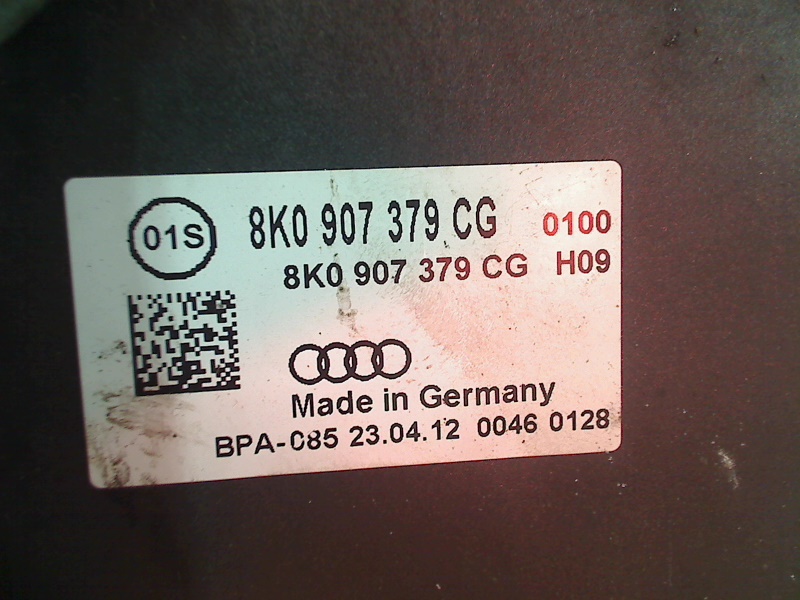 01S 8K0 907 379 CG 0100
8K0 907 379 CG H09
Made in Germany
BPA-085 23.04.12 0046 0128